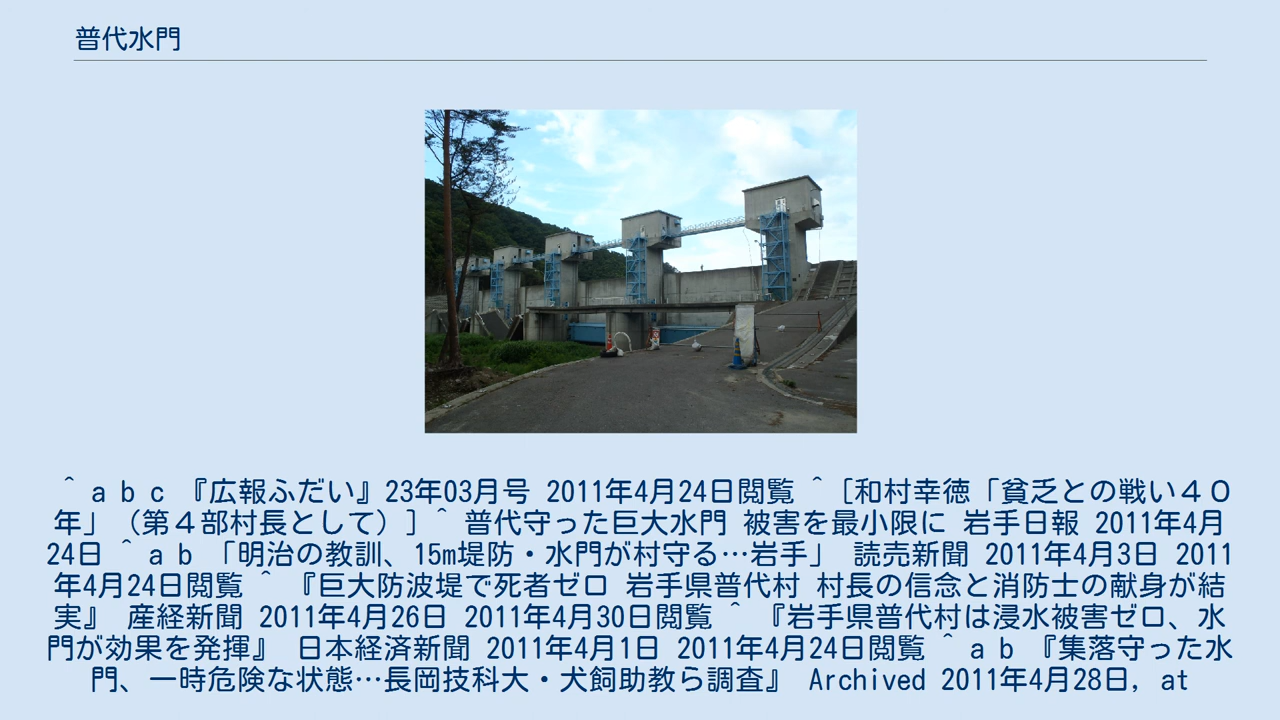 普代水門
^ a b c 『広報ふだい』23年03月号 2011年4月24日閲覧 ^ [和村幸徳「貧乏との戦い４０
年」（第４部村長として）] ^ 普代守った巨大水門 被害を最小限に 岩手日報 2011年4月
24日 ^ a b 「明治の教訓、15m堤防・水門が村守る…岩手」 読売新聞 2011年4月3日 2011
年4月24日閲覧 ^ 『巨大防波堤で死者ゼロ 岩手県普代村 村長の信念と消防士の献身が結
実』 産経新聞 2011年4月26日 2011年4月30日閲覧 ^ 『岩手県普代村は浸水被害ゼロ、水
門が効果を発揮』 日本経済新聞 2011年4月1日 2011年4月24日閲覧 ^ a b 『集落守った水
門、一時危険な状態…長岡技科大・犬飼助教ら調査』 Archived 2011年4月28日, at